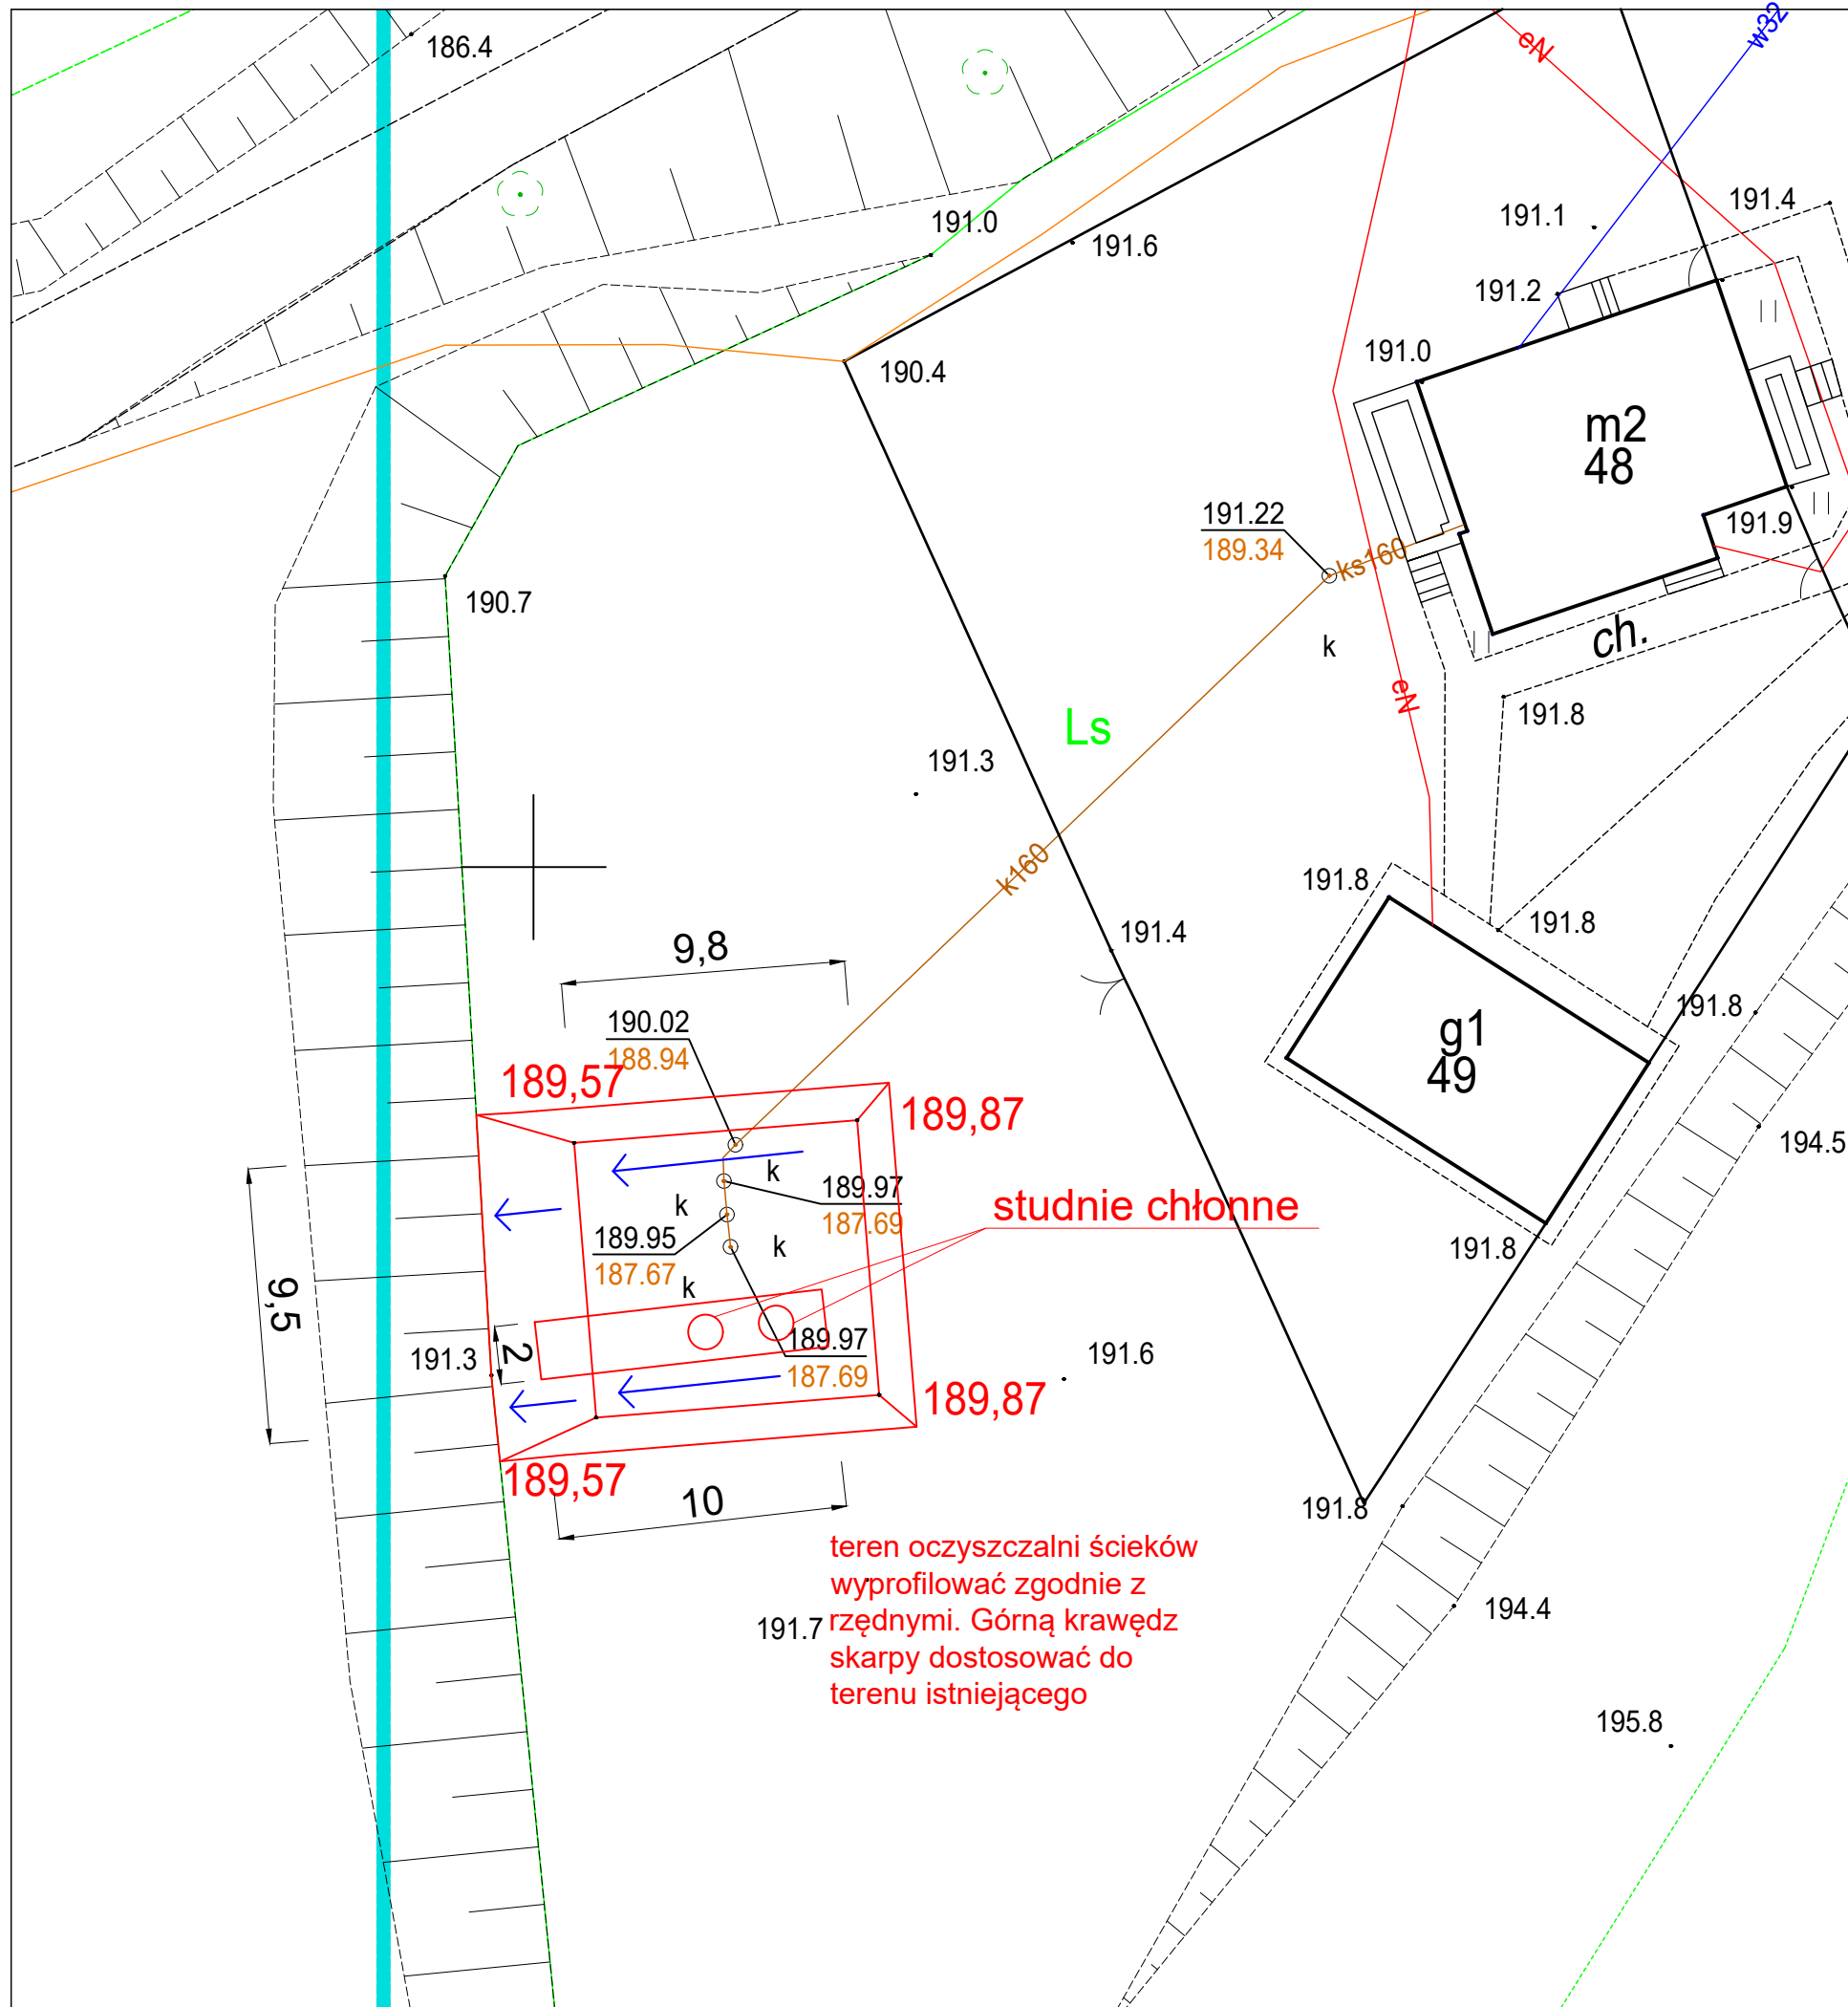 186.4
eN
w32
191.0
191.6
191.1
191.4
191.2
190.4
191.0
m2
48
191.22
189.34
ks160
191.9
190.7
k
ch.
eN
191.8
Ls
191.3
k160
191.8
191.8
191.4
9,8
190.02
188.94
189,57
189,87
191.8
g1
49
194.5
k
189.97
187.69
k
studnie chłonne
189.95
187.67
k
k
191.8
9,5
2
191.3
189.97
187.69
191.6
189,87
189,57
10
191.8
teren oczyszczalni ścieków
wyprofilować zgodnie z
191.7
rzędnymi. Górną krawędz
skarpy dostosować do
terenu istniejącego
194.4
195.8